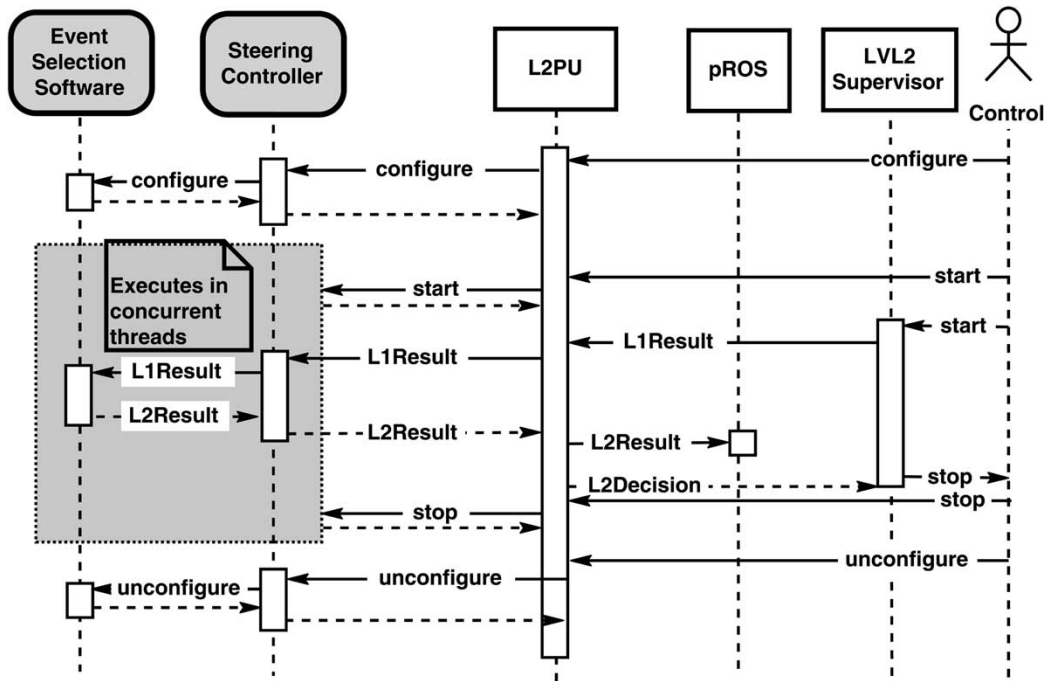 Event
Selection
Software
Steering
Controller
L2PU
pROS
LVL2
Supervisor
Control
configure
configure
configure
Executes in
concurrent
threads
start
start
start
L1Result
L1Result
L1Result
L2Result
L2Result
L2Result
L2Decision
stop
stop
stop
unconfigure
unconfigure
unconfigure